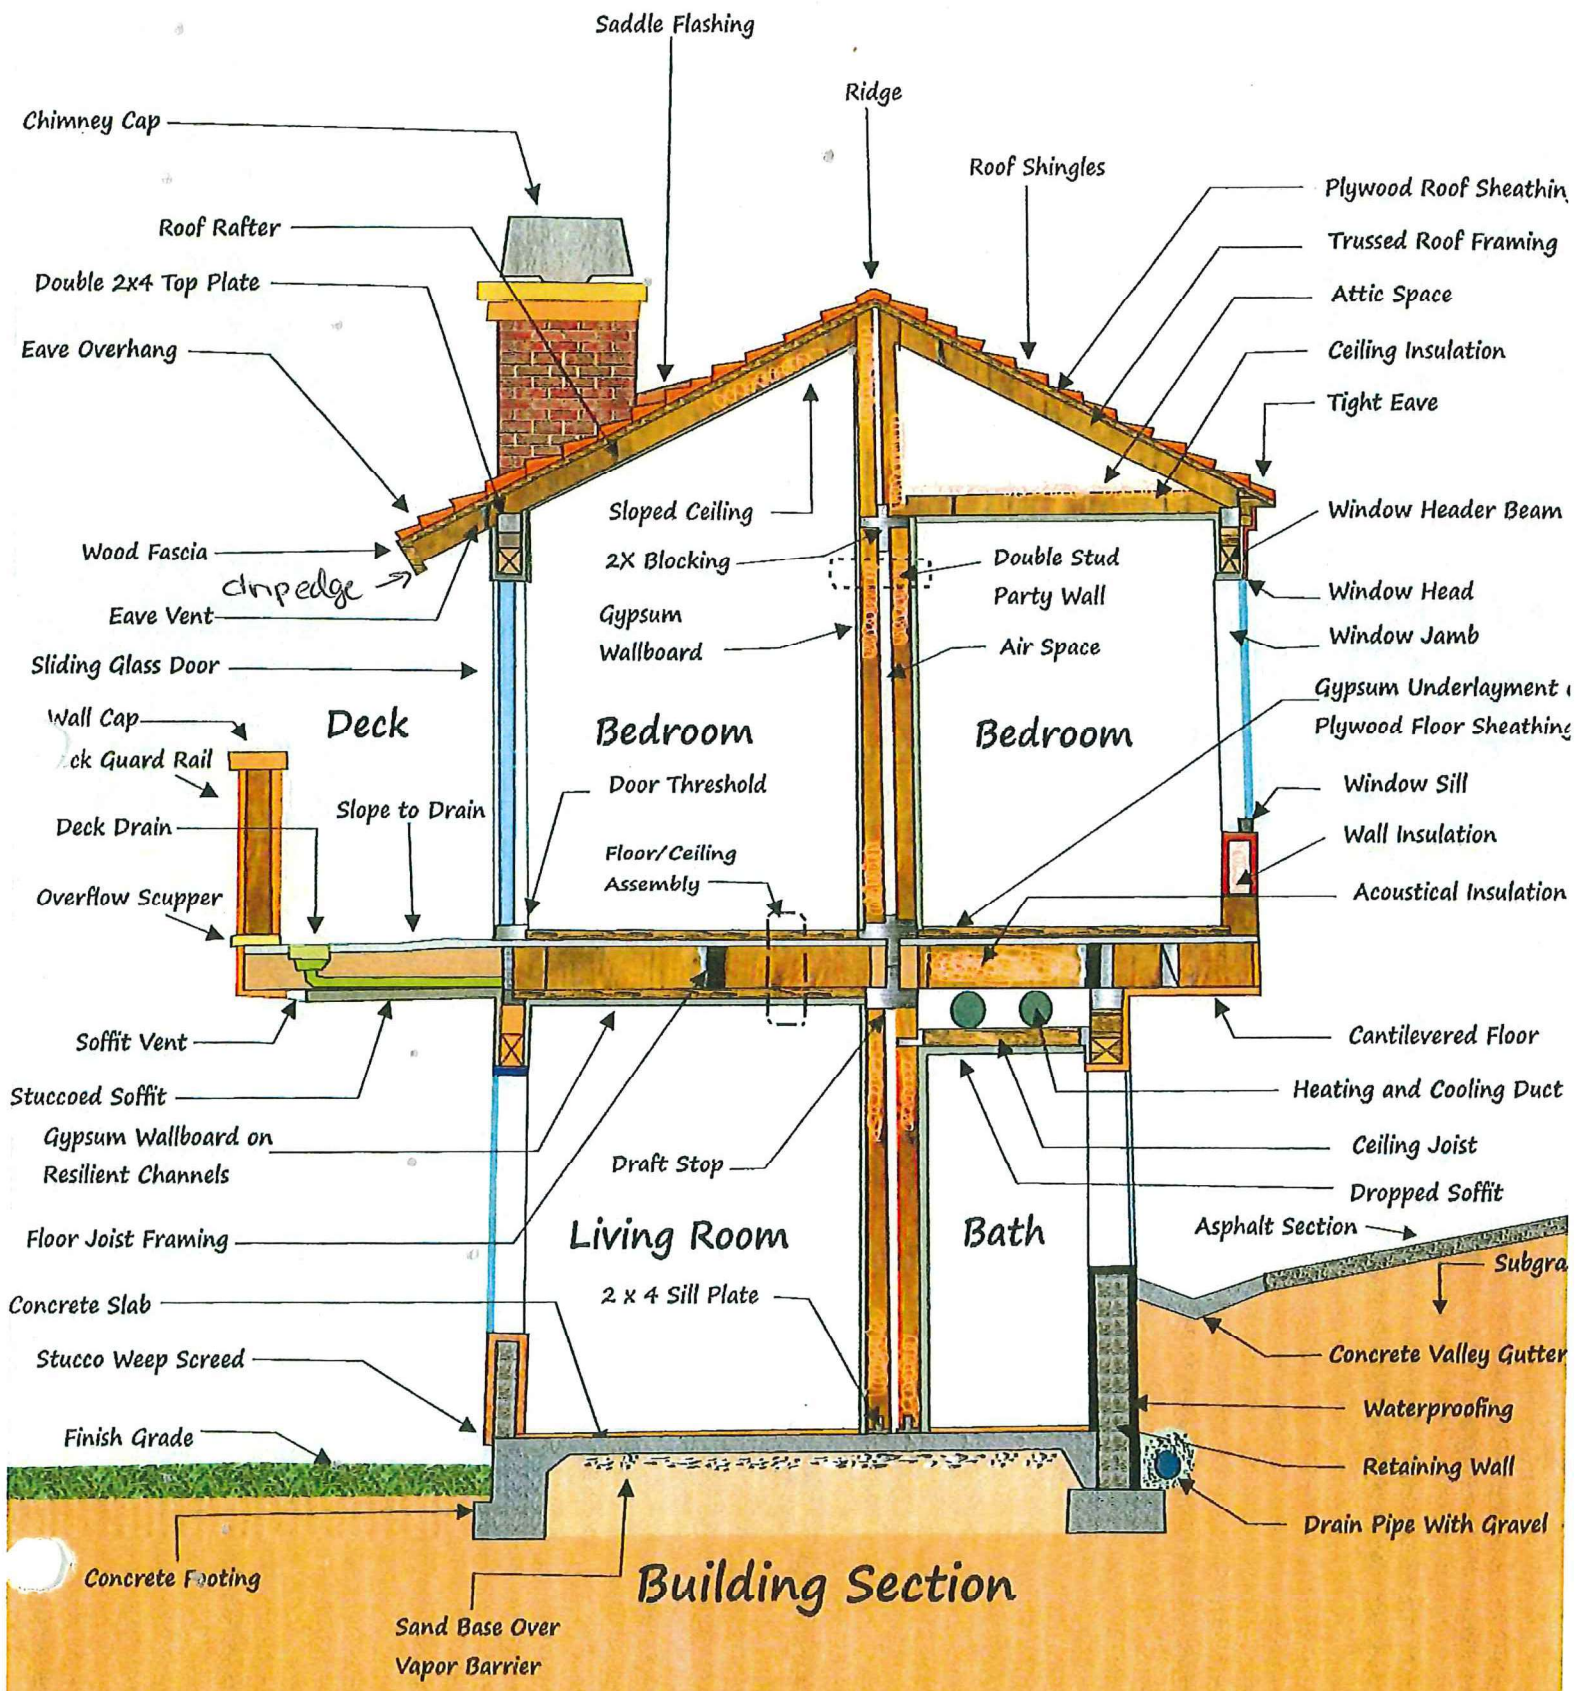 Saddle Flashing
Ridge
Chimney Cap
Roof Shingles
Plywood Roof Sheathin
Roof Rafter
Trussed Roof Framing
Double 2x4 Top Plate
Attic Space
Eave Overhang
Ceiling Insulation
Tight Eave
Sloped Ceiling
Window Header Beam
Wood Fascia
2X Blocking
Double Stud
Party Wall
drip edge
Window Head
Eave Vent
Gypsum
Wallboard
Window Jamb
Air Space
Sliding Glass Door
Gypsum Underlayment
Plywood Floor Sheathing
Wall Cap
Deck
Bedroom
Bedroom
ck Guard Rail
Door Threshold
Window Sill
Slope to Drain
Deck Drain
Wall Insulation
Floor/Ceiling
Assembly
Overflow Scupper
Acoustical Insulation
Soffit Vent
Cantilevered Floor
Stuccoed Soffit
Heating and Cooling Duct
Gypsum Wallboard on
Resilient Channels
Ceiling Joist
Draft Stop
Dropped Soffit
Floor Joist Framing
Living Room
Bath
Asphalt Section
Subgra
Concrete Slab
2 x 4 Sill Plate
Stucco Weep Screed
Concrete Valley Gutter
Waterproofing
Finish Grade
Retaining Wall
Drain Pipe With Gravel
Concrete Footing
Building Section
Sand Base Over
Vapor Barrier